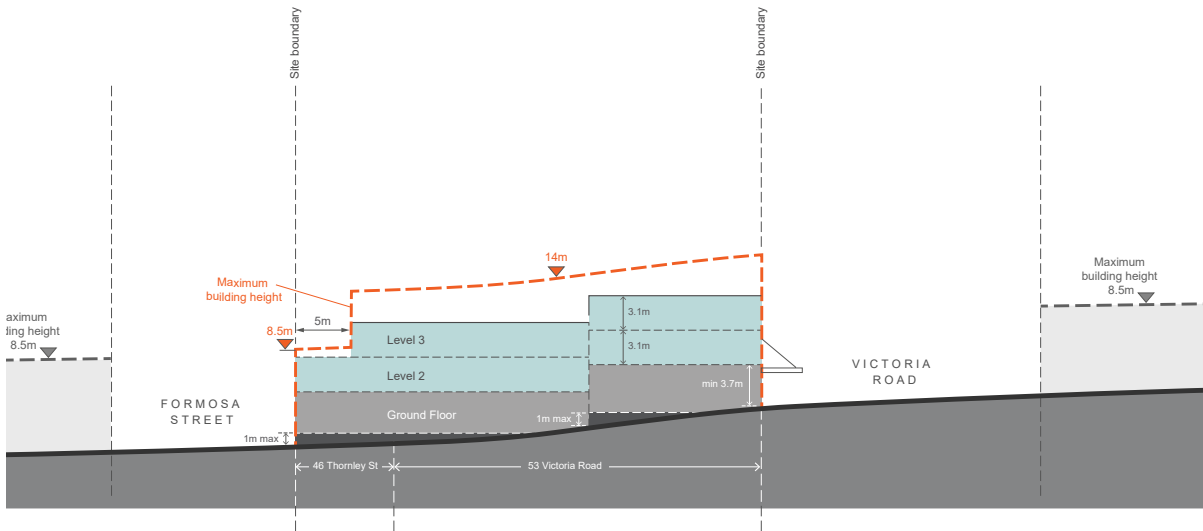 Site boundary
Site boundary
14m
Maximum
building height
Maximum
building height
8.5m
5m
8.5m
aximum
ding height
8.5m
3.1m
3.1m
Level 3
Level 2
min 3.7m
VICTORIA
ROAD
FORMOSA
STREET
Ground Floor
1m max
1m max
46 Thornley St
53 Victoria Road